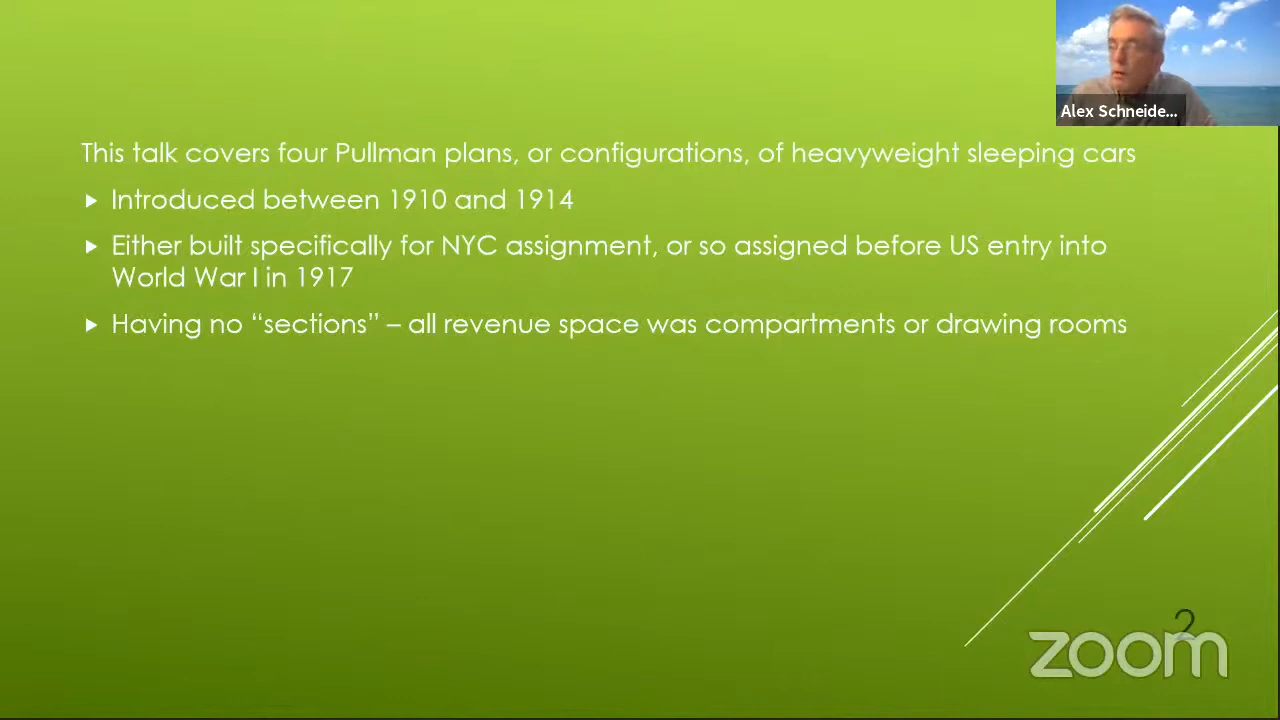 Alex Schneide...
This talk covers four Pullman plans, or configurations, of heavyweight sleeping cars
Introduced between 1910 and 1914
Either built specifically for NYC assignment, or so assigned before US entry into
World War I in 1917
Having no “sections” – all revenue space was compartments or drawing rooms
2
zoom